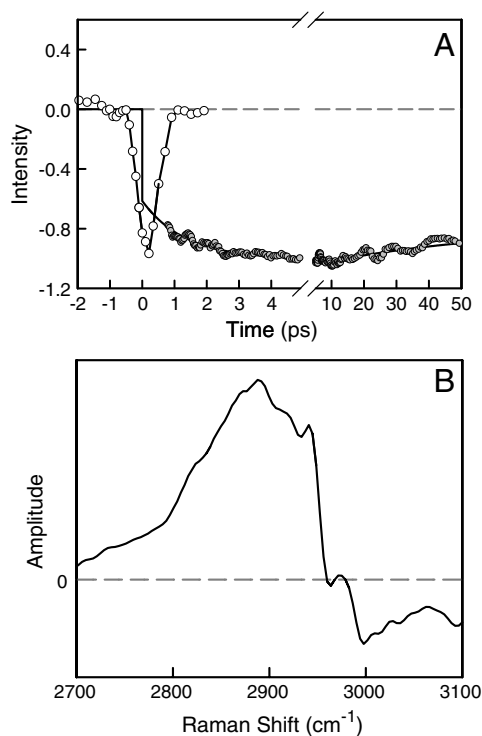 A
0.4
0.0
-0.4
-0.8
-1.2
Intensity
-2 -1 0 1 2 3 4 10 20 30 40 50
Time (ps)
B
Amplitude
0
2700 2800 2900 3000 3100
Raman Shift (cm⁻¹)